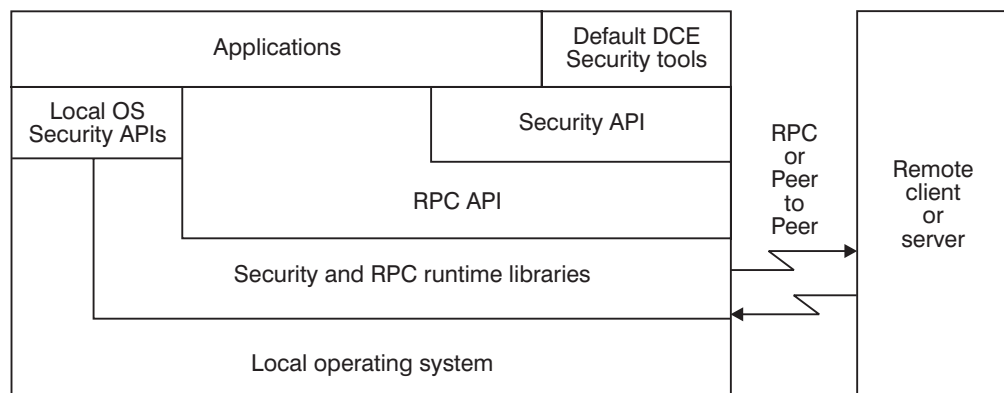 Applications
Default DCE
Security tools
Local OS
Security APIs
Security API
RPC API
Security and RPC runtime libraries
Local operating system
RPC
or
Peer
to
Peer
Remote
client
or
server